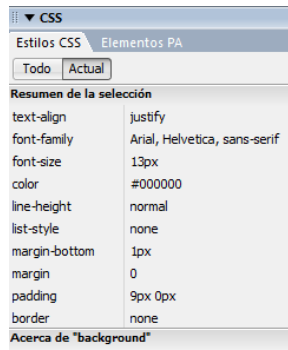 ▼ CSS
Estilos CSS Elementos PA
Todo Actual
Resumen de la selección
text-align justify
font-family Arial, Helvetica, sans-serif
font-size 13px
color #000000
line-height normal
list-style none
margin-bottom 1px
margin 0
padding 9px 0px
border none
Acerca de "background"